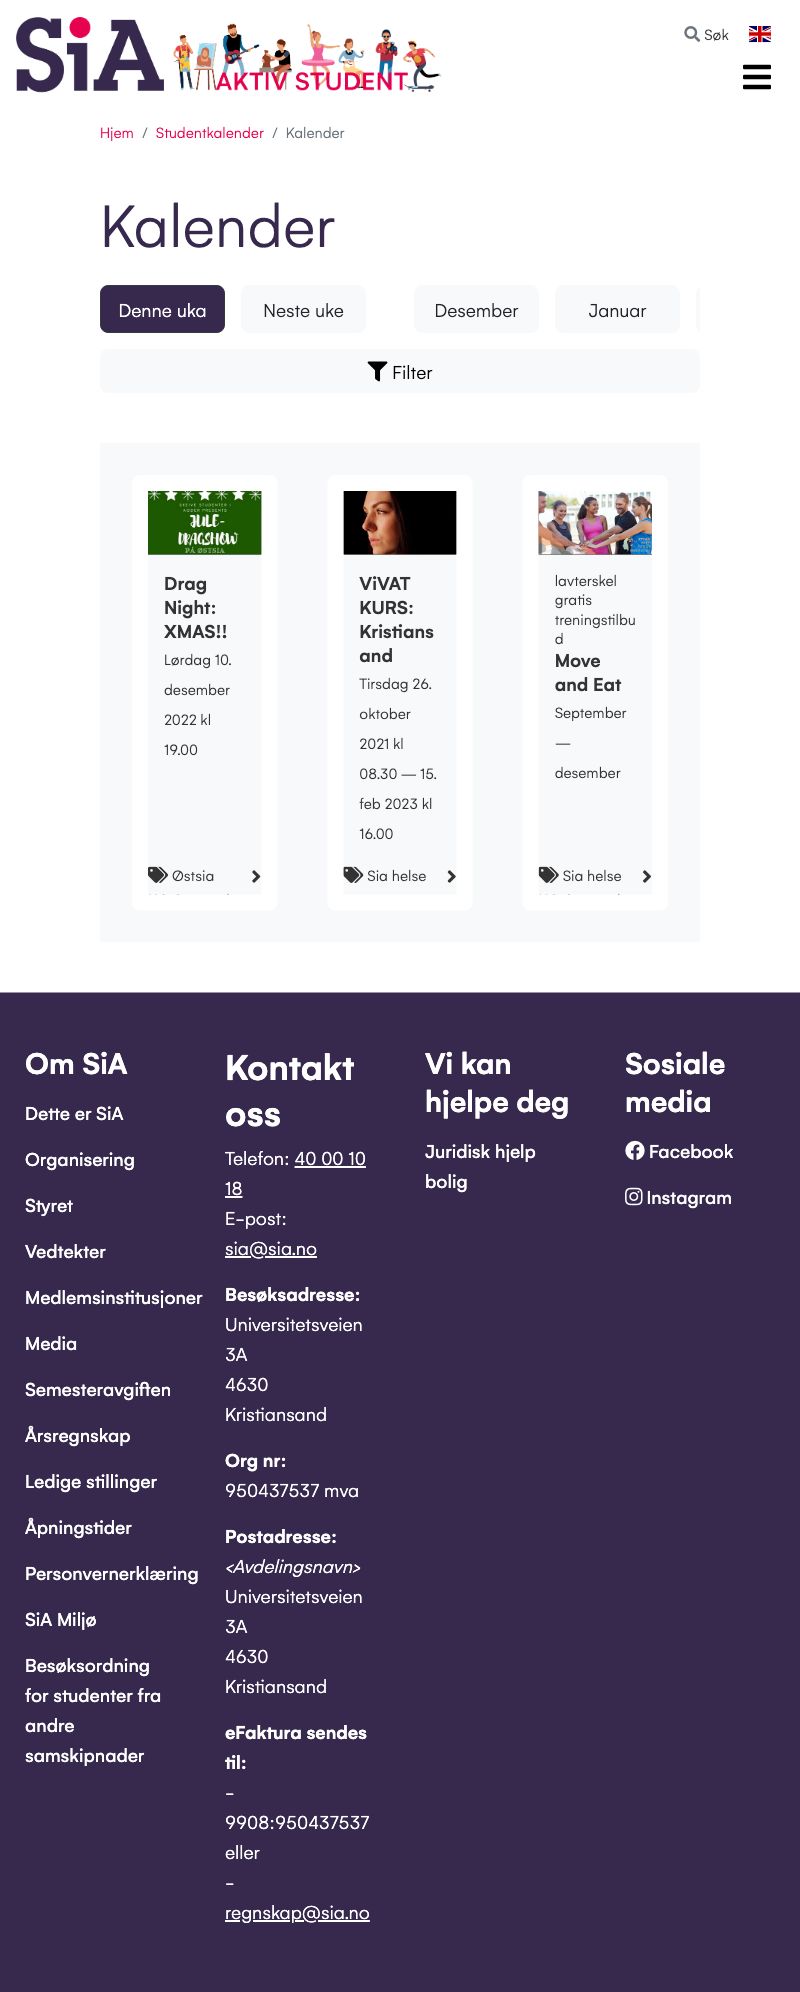 SiA
AKTIV STUDENT
Søk
Hjem / Studentkalender / Kalender
Kalender
Denne uka
Neste uke
Desember
Januar
Filter
GREIVE STUDENTER I
AGDER PRESENTS
JULE-
DRAGSHOW
PÅ ØSTSIA
Drag
Night:
XMAS!!
Lørdag 10.
desember
2022 kl
19.00
Østsia
ViVAT
KURS:
Kristians
and
Tirsdag 26.
oktober
2021 kl
08.30 — 15.
feb 2023 kl
16.00
Sia helse
lavterskel
gratis
treningstilbu
d
Move
and Eat
September
—
desember
Sia helse
Om SiA
Dette er SiA
Organisering
Styret
Vedtekter
Medlemsinstitusjoner
Media
Semesteravgiften
Årsregnskap
Ledige stillinger
Åpningstider
Personvernerklæring
SiA Miljø
Besøksordning
for studenter fra
andre
samskipnader
Kontakt
oss
Telefon: 40 00 10
18
E-post:
sia@sia.no
Besøksadresse:
Universitetsveien
3A
4630
Kristiansand
Org nr:
950437537 mva
Postadresse:
<Avdelingsnavn>
Universitetsveien
3A
4630
Kristiansand
eFaktura sendes
til:
-
9908:950437537
eller
-
regnskap@sia.no
Vi kan
hjelpe deg
Juridisk hjelp
bolig
Sosiale
media
Facebook
Instagram